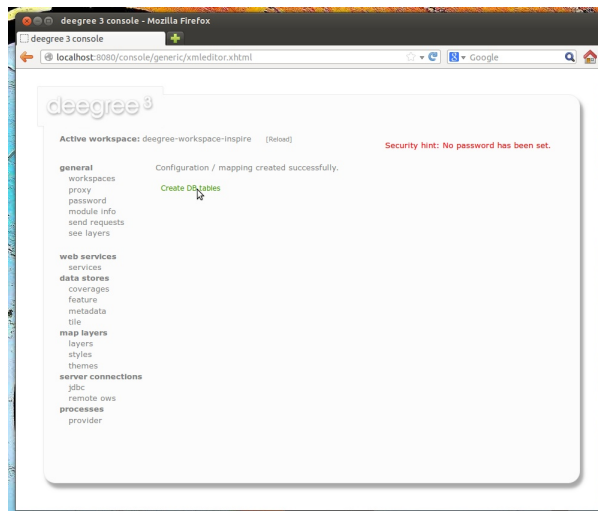 deegree 3 console - Mozilla Firefox
deegree 3 console
localhost:8080/console/generic/xmleditor.xhtml
Google
deegree 3
Active workspace: deegree-workspace-inspire [Reload]
Security hint: No password has been set.
general
workspaces
proxy
password
module info
send requests
see layers
web services
services
data stores
coverages
feature
metadata
tile
map layers
layers
styles
themes
server connections
jdbc
remote ows
processes
provider
Configuration / mapping created successfully.
Create DB tables